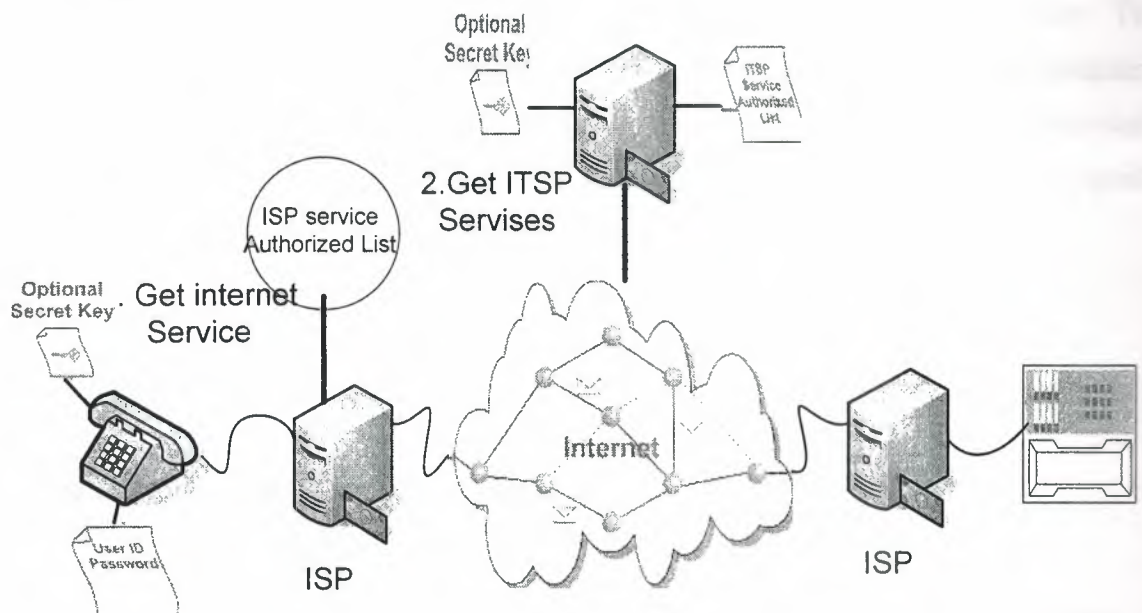 Optional
Secret Key
ITSP
Service
Authorized
List
2.Get ITSP
Servises
ISP service
Authorized List
Optional
Secret Key
. Get internet
Service
Internet
User ID
Password
ISP
ISP